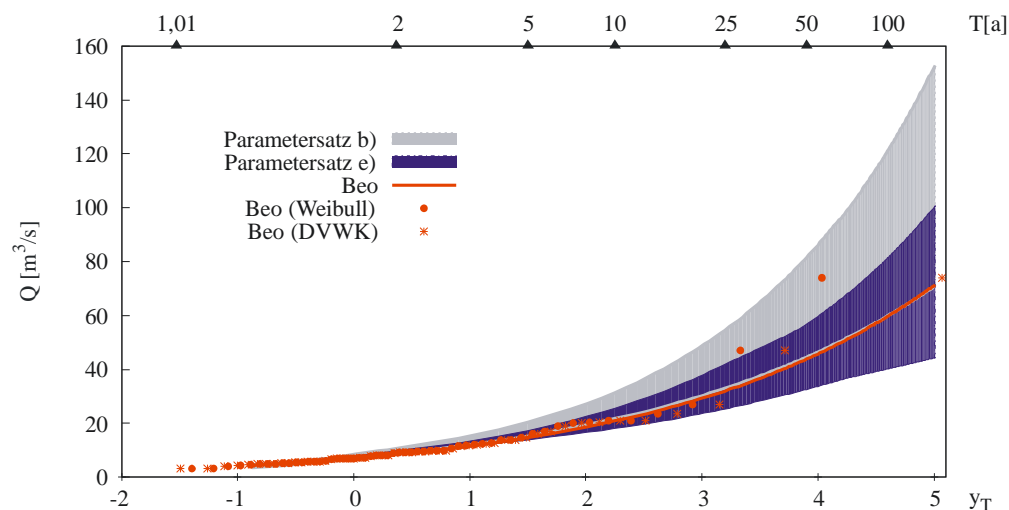 1,01 2 5 10 25 50 100 T[a]
160
140
120
100
80
60
40
20
0
Q [m³/s]
Parametersatz b)
Parametersatz e)
Beo
Beo (Weibull)
Beo (DVWK)
-2 -1 0 1 2 3 4 5 y_T